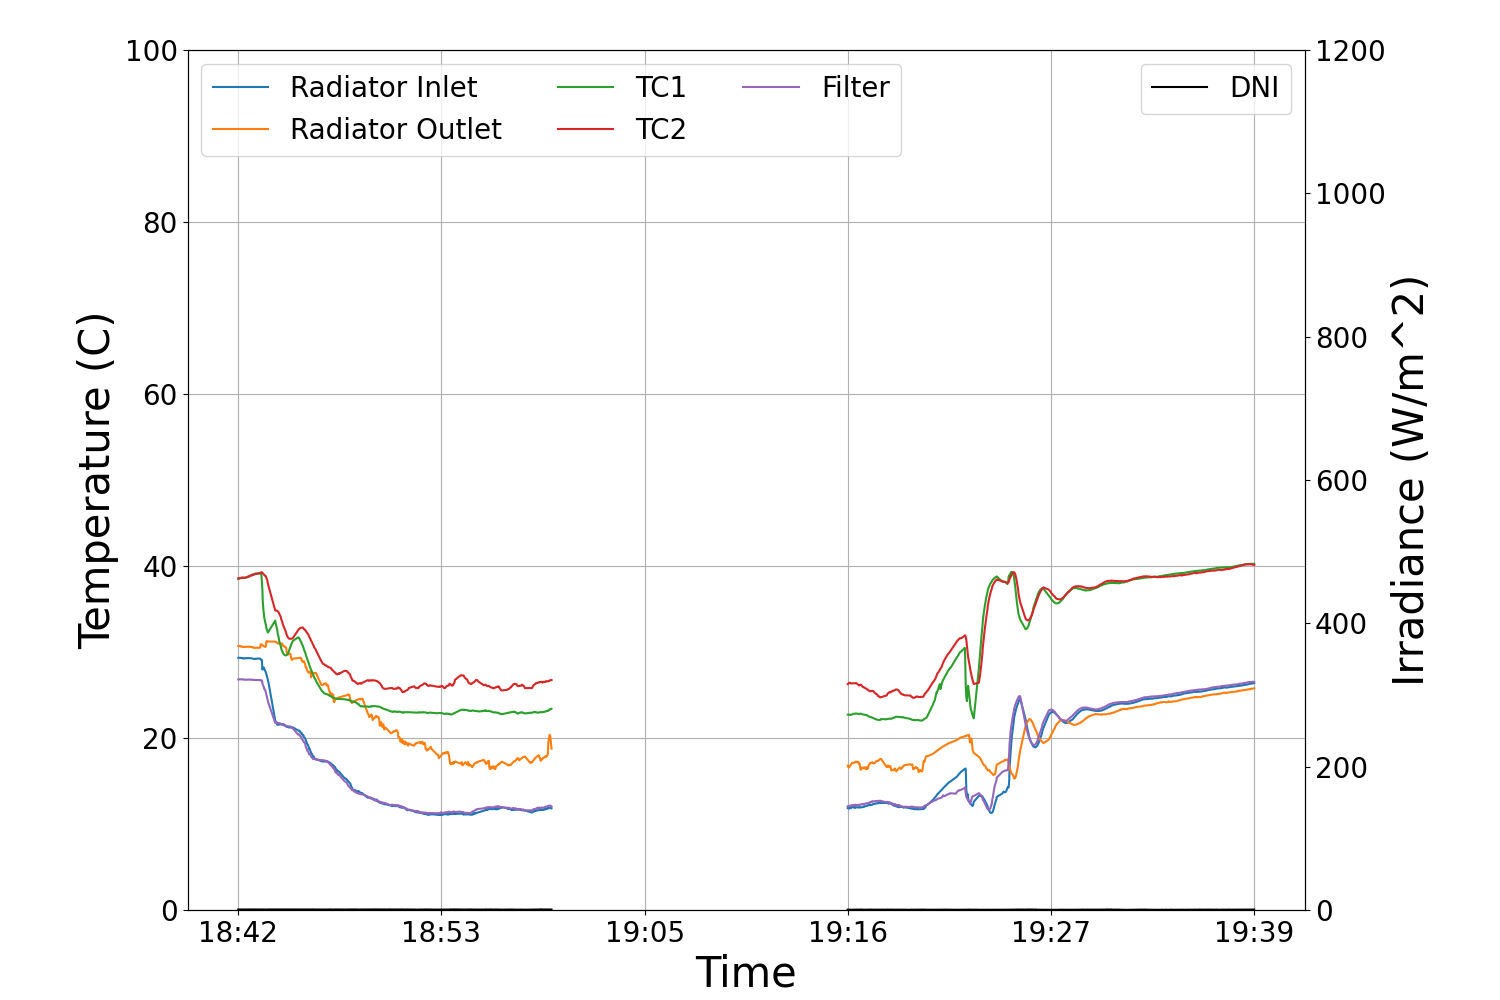 100
80
60
40
20
0
Temperature (C)
Radiator Inlet
Radiator Outlet
TC1
TC2
Filter
DNI
1200
1000
800
600
400
200
0
Irradiance (W/m^2)
18:42
18:53
19:05
19:16
19:27
19:39
Time